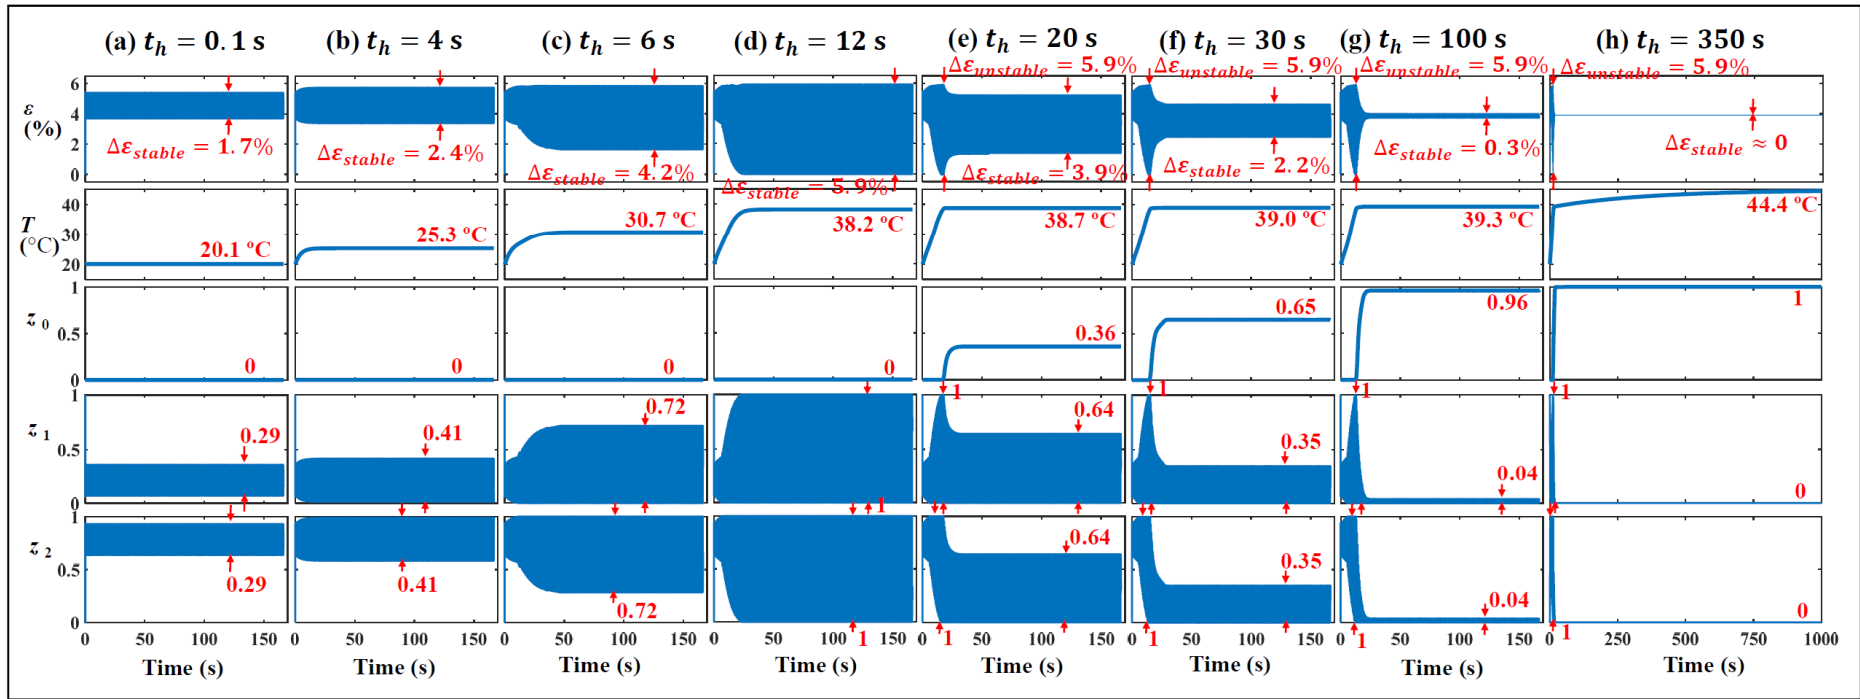 (a) t_h = 0.1 s (b) t_h = 4 s (c) t_h = 6 s (d) t_h = 12 s (e) t_h = 20 s (f) t_h = 30 s (g) t_h = 100 s (h) t_h = 350 s
Δε_unstable = 5.9% Δε_unstable = 5.9% Δε_unstable = 5.9% Δε_unstable = 5.9%
ε
(%)
6
4
2
0
Δε_stable = 1.7%
Δε_stable = 2.4%
Δε_stable = 4.2%
Δε_stable = 5.9%
Δε_stable = 3.9%
Δε_stable = 2.2%
Δε_stable = 0.3%
Δε_stable ≈ 0
T
(°C)
40
30
20
20.1 °C
25.3 °C
30.7 °C
38.2 °C
38.7 °C
39.0 °C
39.3 °C
44.4 °C
z_0
1
0.5
0
0 0 0 0 0.36 0.65 0.96 1
z_1
1
0.5
0
0.29 0.41 0.72 1 1 0.64 1 0.35 1 0.04 1 0
z_2
1
0.5
0
0.29 0.41 0.72 1 0.64 1 0.35 1 0.04 1 0
0 50 100 150 0 50 100 150 0 50 100 150 0 50 100 150 0 50 100 150 0 50 100 150 0 50 100 150 0 250 500 750 1000
Time (s) Time (s) Time (s) Time (s) Time (s) Time (s) Time (s) Time (s)